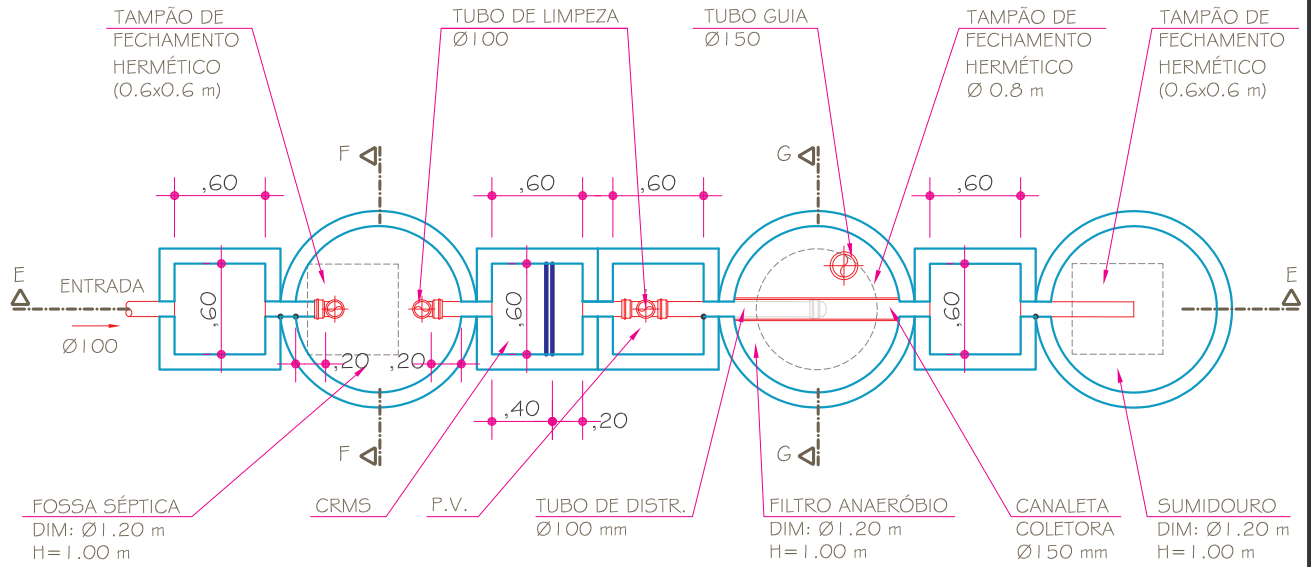 TAMPÃO DE
FECHAMENTO
HERMÉTICO
(0.6x0.6 m)
TUBO DE LIMPEZA
Ø100
TUBO GUIA
Ø150
TAMPÃO DE
FECHAMENTO
HERMÉTICO
Ø 0.8 m
TAMPÃO DE
FECHAMENTO
HERMÉTICO
(0.6x0.6 m)
F
G
,60
,60
,60
,60
E
ENTRADA
Ø100
,60
,60
,60
E
,20
,20
,40
,20
F
G
FOSSA SÉPTICA
DIM: Ø1.20 m
H=1.00 m
CRMS
P.V.
TUBO DE DISTR.
Ø100 mm
FILTRO ANAERÓBIO
DIM: Ø1.20 m
H=1.00 m
CANALETA
COLETORA
Ø150 mm
SUMIDOURO
DIM: Ø1.20 m
H=1.00 m